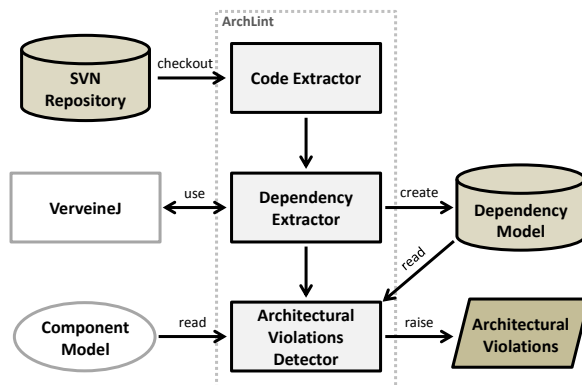 ArchLint
SVN
Repository
checkout
Code Extractor
VerveineJ
use
Dependency
Extractor
create
Dependency
Model
read
Component
Model
read
Architectural
Violations
Detector
raise
Architectural
Violations